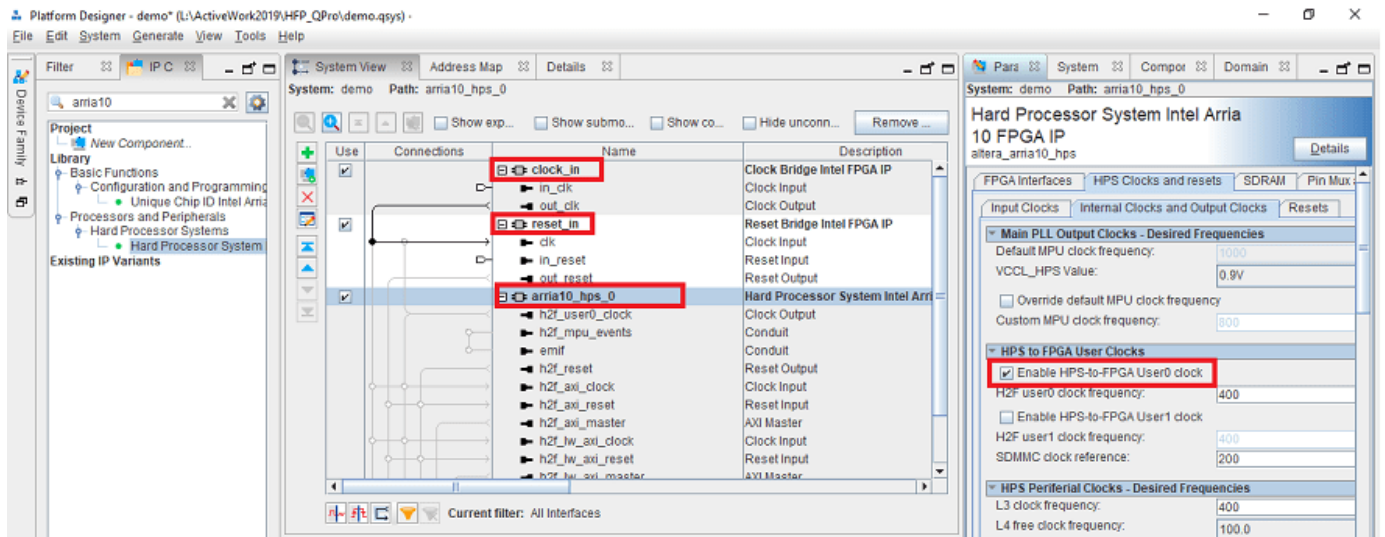 Platform Designer - demo* (L:\ActiveWork2019\HFP_QPro\demo.qsys)
File Edit System Generate View Tools Help
Device Family
Filter IP C
arria10
Project
New Component...
Library
Basic Functions
Configuration and Programming
Unique Chip ID Intel Arria
Processors and Peripherals
Hard Processor Systems
Hard Processor System
Existing IP Variants
System View Address Map Details
System: demo Path: arria10_hps_0
Show exp... Show submo... Show co... Hide unconn... Remove ...
Use Connections Name Description
clock_in Clock Bridge Intel FPGA IP
in_clk Clock Input
out_clk Clock Output
reset_in Reset Bridge Intel FPGA IP
clk Clock Input
in_reset Reset Input
out_reset Reset Output
arria10_hps_0 Hard Processor System Intel Arri
h2f_user0_clock Clock Output
h2f_mpu_events Conduit
emif Conduit
h2f_reset Reset Output
h2f_axi_clock Clock Input
h2f_axi_reset Reset Input
h2f_axi_master AXI Master
h2f_lw_axi_clock Clock Input
h2f_lw_axi_reset Reset Input
h2f_lw_axi_master AXI Master
Current filter: All Interfaces
Para System Compor Domain
System: demo Path: arria10_hps_0
Hard Processor System Intel Arria
10 FPGA IP
altera_arria10_hps
Details
FPGA Interfaces HPS Clocks and resets SDRAM Pin Mux
Input Clocks Internal Clocks and Output Clocks Resets
Main PLL Output Clocks - Desired Frequencies
Default MPU clock frequency: 1000
VCCL_HPS Value: 0.9V
Override default MPU clock frequency
Custom MPU clock frequency: 800
HPS to FPGA User Clocks
Enable HPS-to-FPGA User0 clock
H2F user0 clock frequency: 400
Enable HPS-to-FPGA User1 clock
H2F user1 clock frequency: 400
SDMMC clock reference: 200
HPS Periferial Clocks - Desired Frequencies
L3 clock frequency: 400
L4 free clock frequency: 100.0